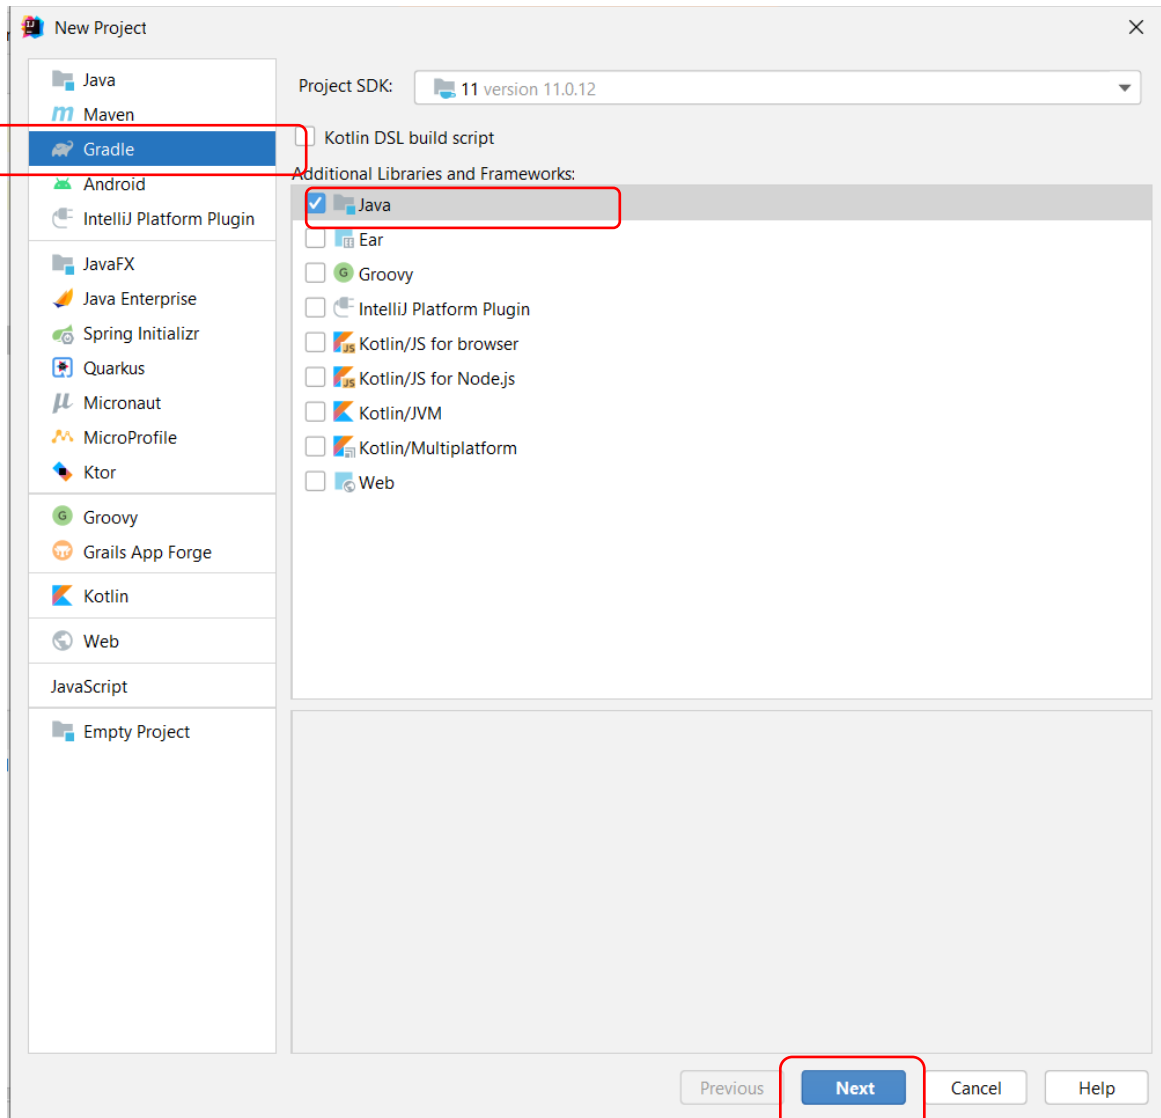 New Project
Java
Maven
Gradle
Android
IntelliJ Platform Plugin
JavaFX
Java Enterprise
Spring Initializr
Quarkus
Micronaut
MicroProfile
Ktor
Groovy
Grails App Forge
Kotlin
Web
JavaScript
Empty Project
Project SDK: 11 version 11.0.12
Kotlin DSL build script
Additional Libraries and Frameworks:
Java
Ear
Groovy
IntelliJ Platform Plugin
Kotlin/JS for browser
Kotlin/JS for Node.js
Kotlin/JVM
Kotlin/Multiplatform
Web
Previous Next Cancel Help